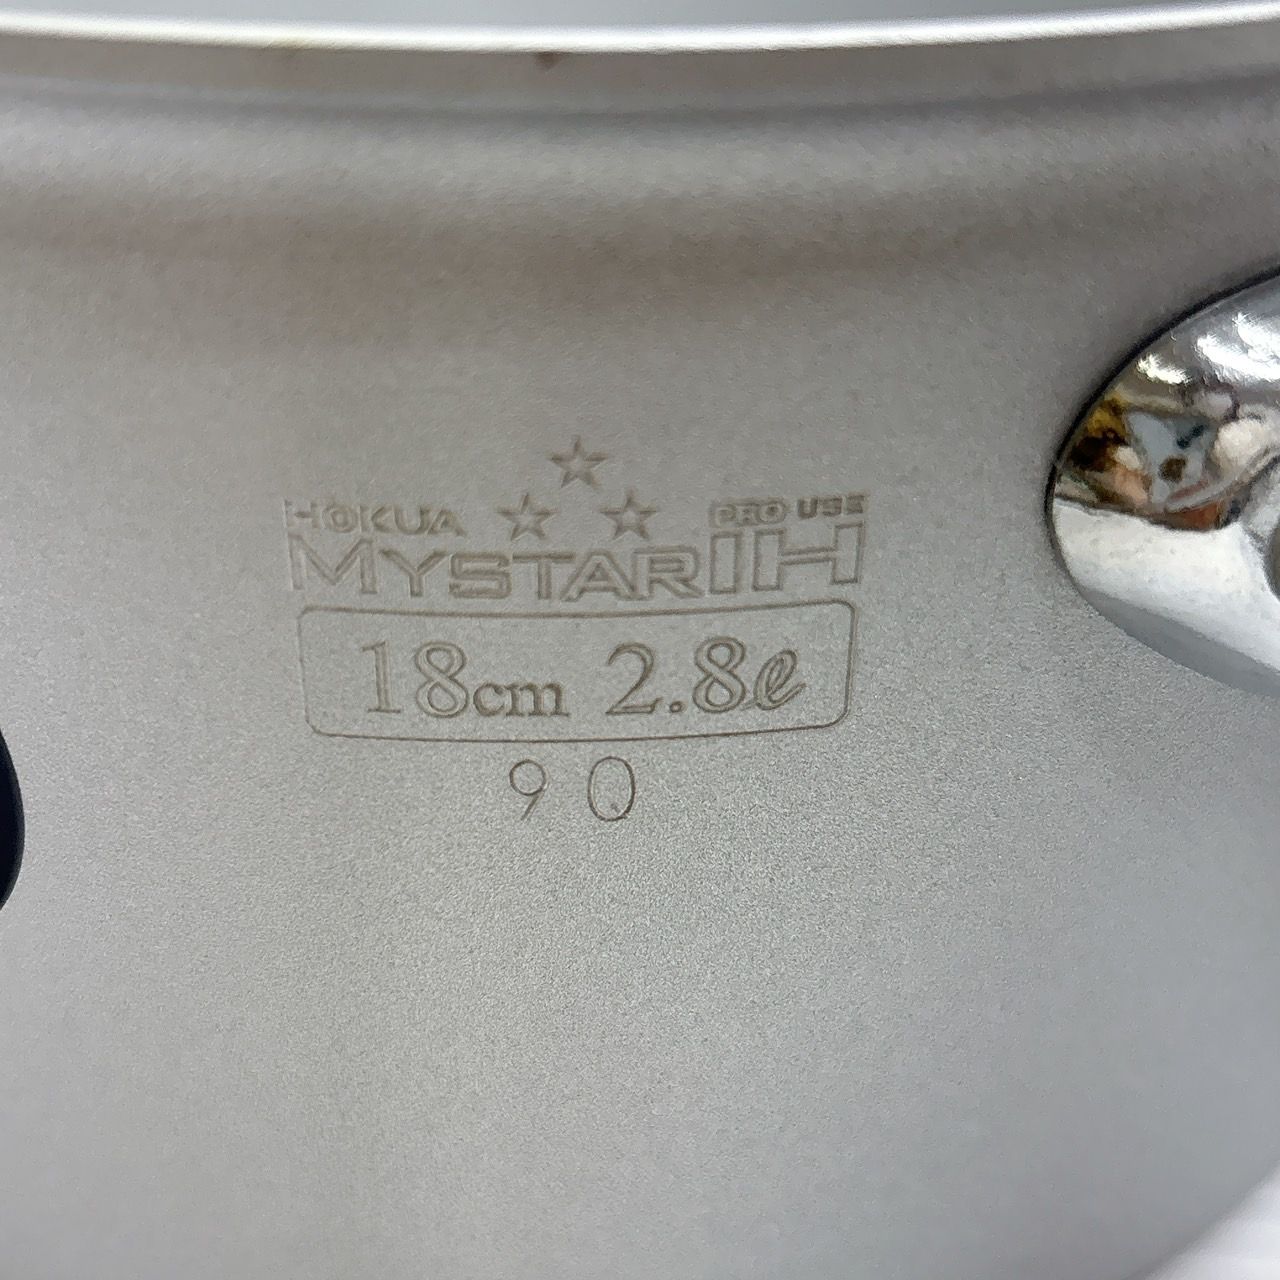 HOKUA PRO USE
MYSTAR IH
18cm 2.8ℓ
90